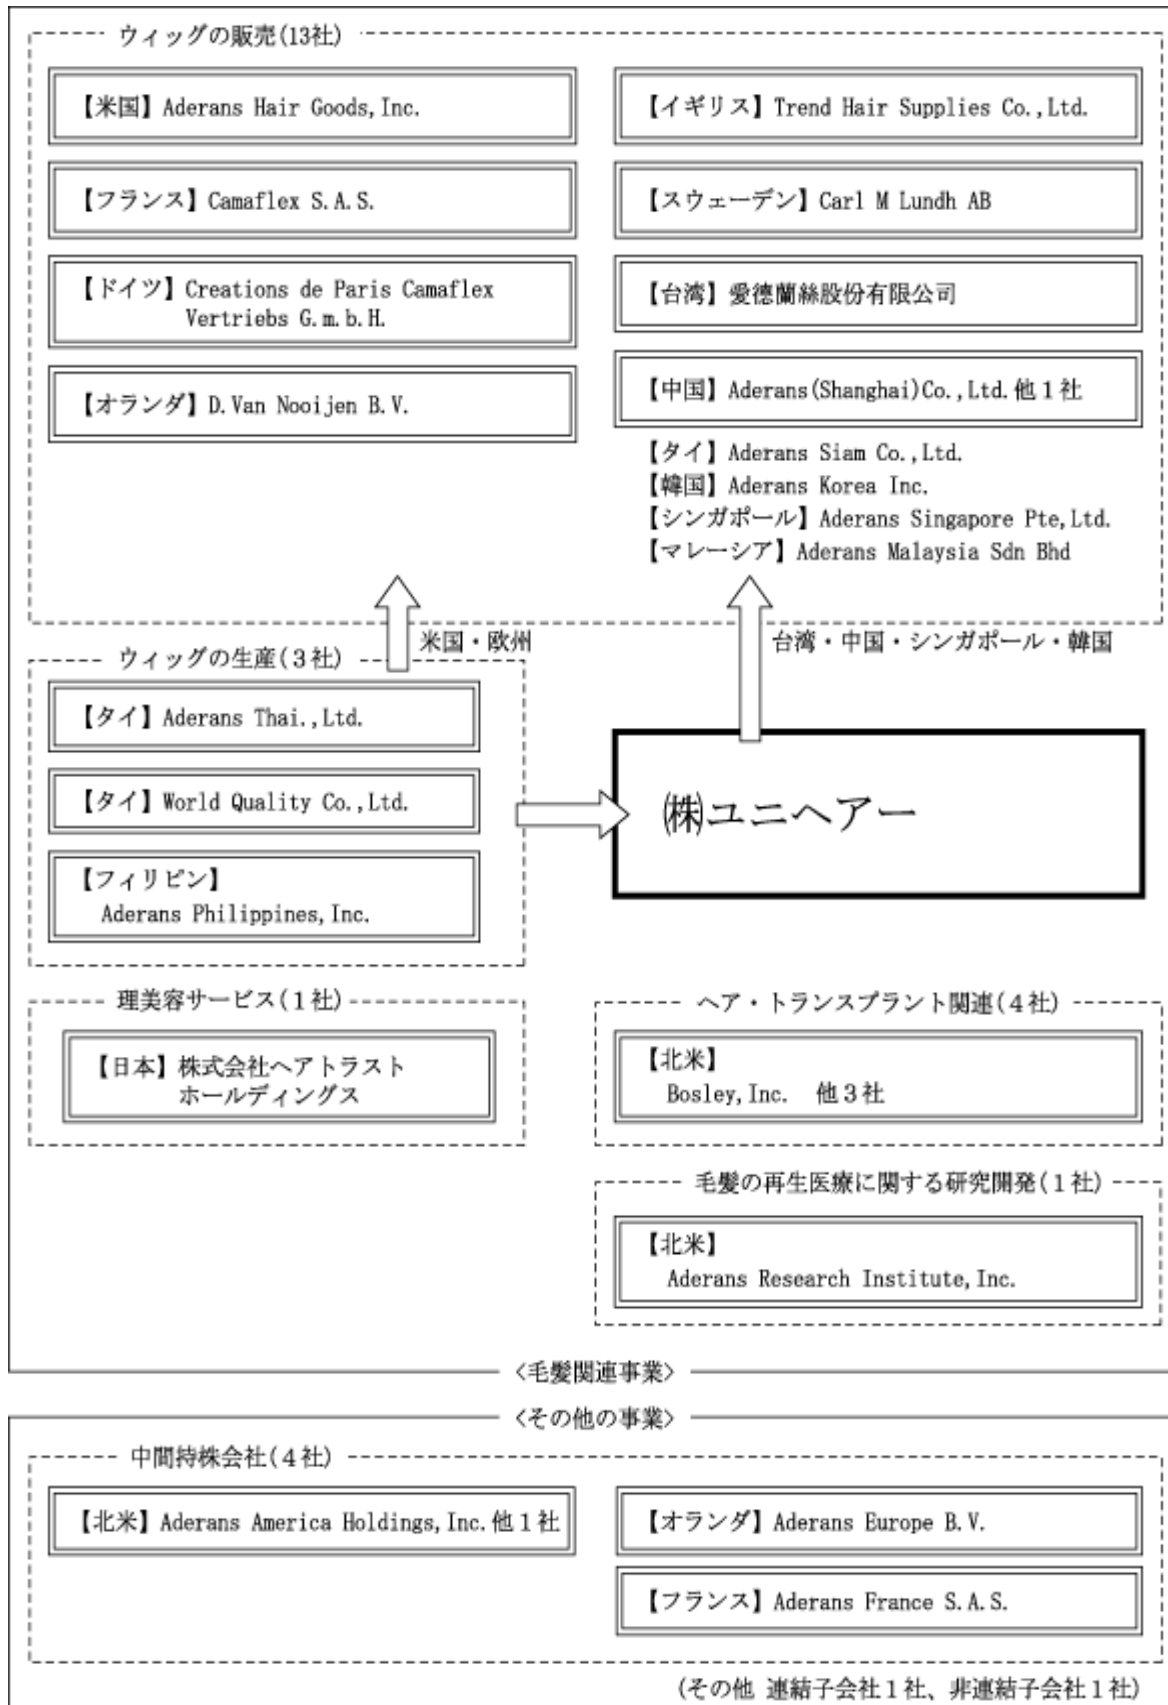 ウィッグの販売(13社)
【米国】Aderans Hair Goods,Inc.
【フランス】Camaflex S.A.S.
【ドイツ】Creations de Paris Camaflex
Vertriebs G.m.b.H.
【オランダ】D.Van Nooijen B.V.
【イギリス】Trend Hair Supplies Co.,Ltd.
【スウェーデン】Carl M Lundh AB
【台湾】愛德蘭絲股份有限公司
【中国】Aderans(Shanghai)Co.,Ltd.他１社
【タイ】Aderans Siam Co.,Ltd.
【韓国】Aderans Korea Inc.
【シンガポール】Aderans Singapore Pte,Ltd.
【マレーシア】Aderans Malaysia Sdn Bhd
米国・欧州
台湾・中国・シンガポール・韓国
ウィッグの生産(３社)
【タイ】Aderans Thai.,Ltd.
【タイ】World Quality Co.,Ltd.
【フィリピン】
Aderans Philippines,Inc.
㈱ユニヘアー
理美容サービス(１社)
【日本】株式会社ヘアトラスト
ホールディングス
ヘア・トランスプラント関連(４社)
【北米】
Bosley,Inc.　他３社
毛髪の再生医療に関する研究開発(１社)
【北米】
Aderans Research Institute,Inc.
〈毛髪関連事業〉
〈その他の事業〉
中間持株会社(４社)
【北米】Aderans America Holdings,Inc.他１社
【オランダ】Aderans Europe B.V.
【フランス】Aderans France S.A.S.
(その他 連結子会社１社、非連結子会社１社)